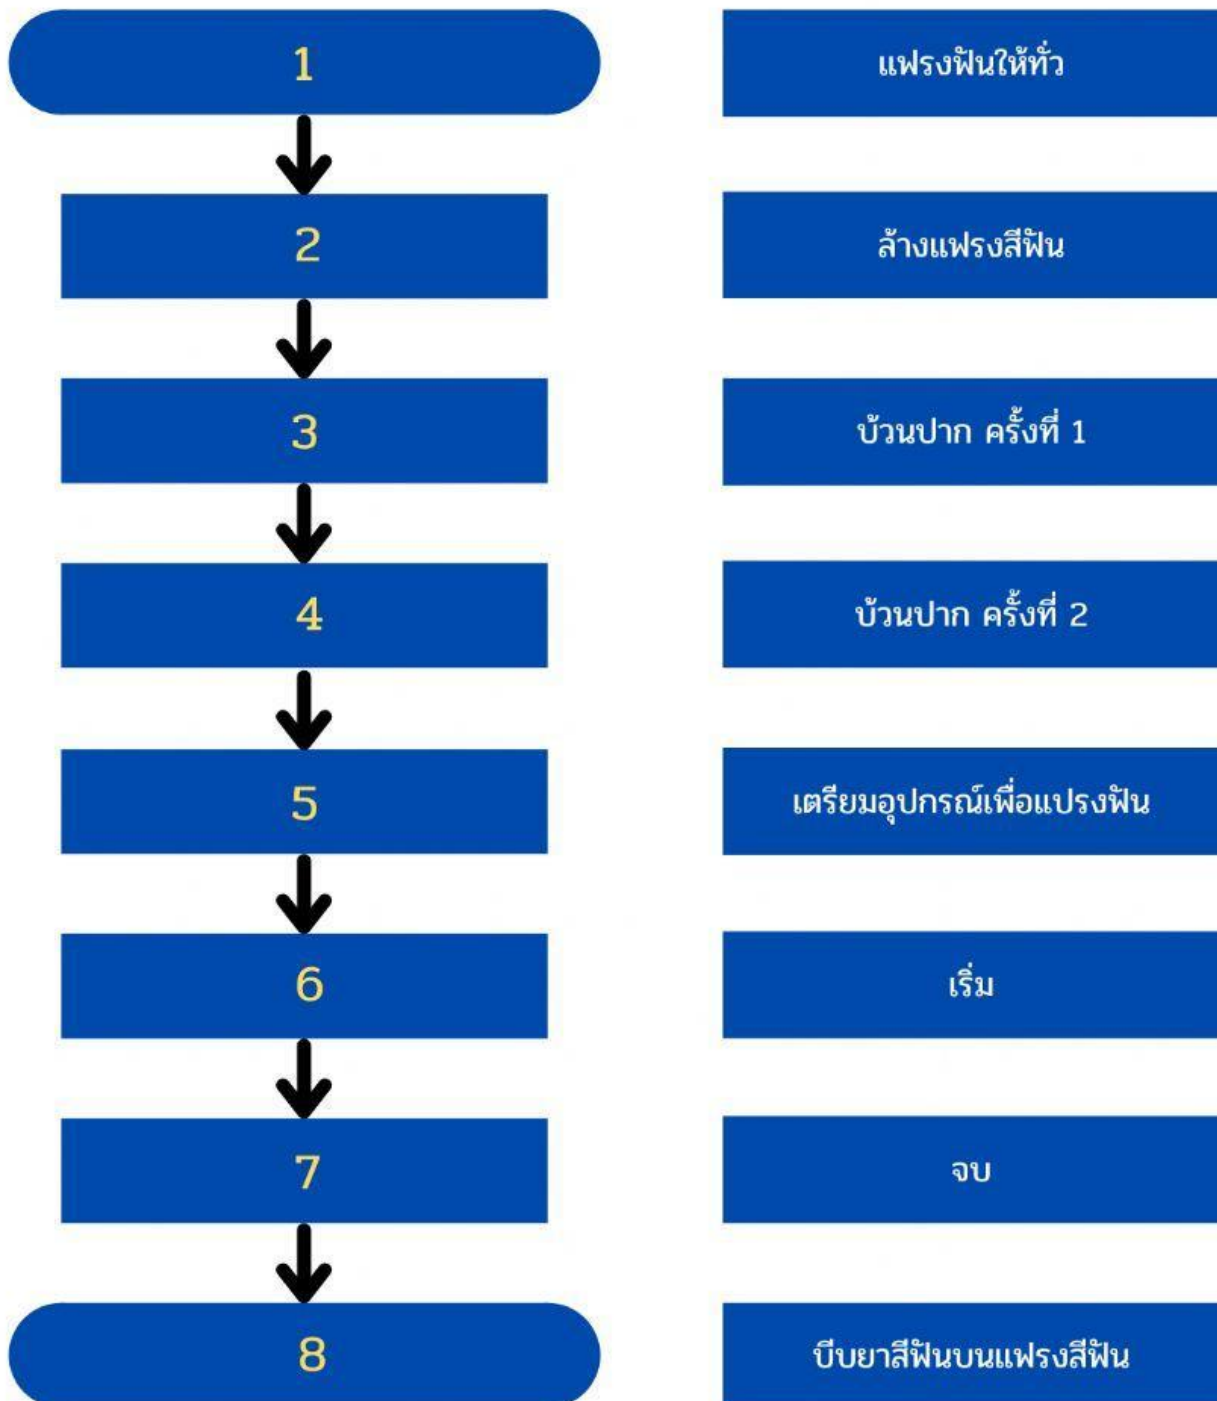 1
แฟรงฟันให้ทั่ว
2
ล้างแฟรงสีฟัน
3
บ้วนปาก ครั้งที่ 1
4
บ้วนปาก ครั้งที่ 2
5
เตรียมอุปกรณ์เพื่อแปรงฟัน
6
เริ่ม
7
จบ
8
บีบยาสีฟันบนแฟรงสีฟัน